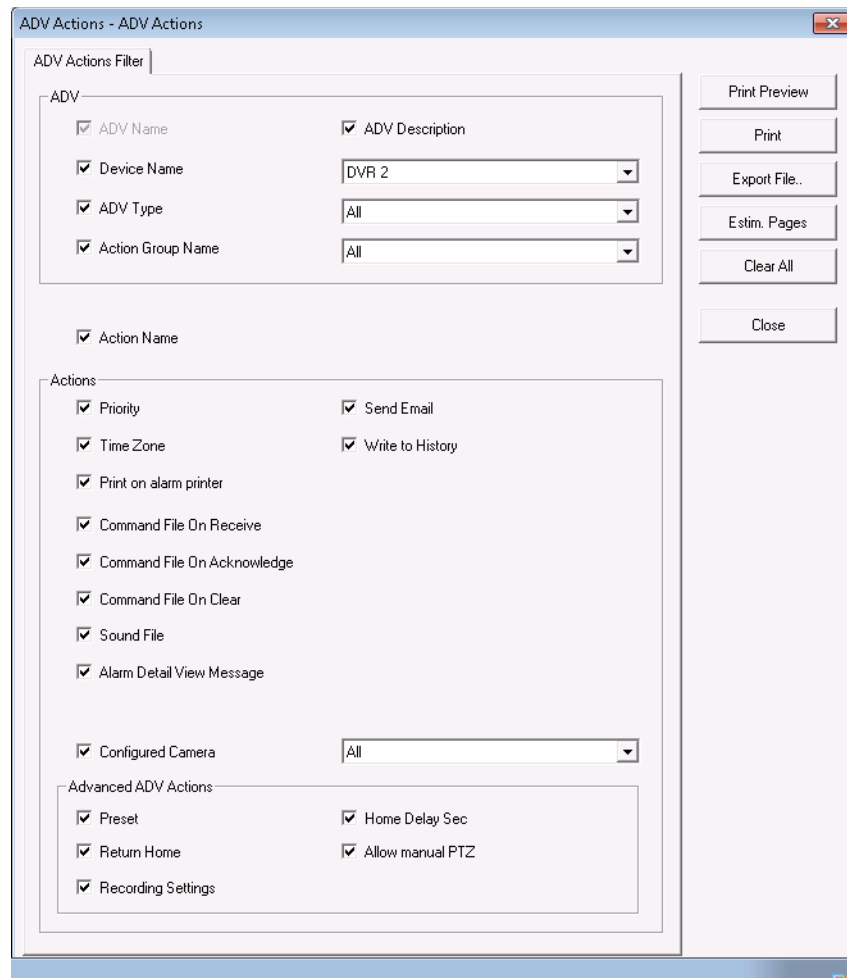 ADV Actions - ADV Actions
ADV Actions Filter
ADV
ADV Name
ADV Description
Device Name
DVR 2
ADV Type
All
Action Group Name
All
Action Name
Actions
Priority
Send Email
Time Zone
Write to History
Print on alarm printer
Command File On Receive
Command File On Acknowledge
Command File On Clear
Sound File
Alarm Detail View Message
Configured Camera
All
Advanced ADV Actions
Preset
Home Delay Sec
Return Home
Allow manual PTZ
Recording Settings
Print Preview
Print
Export File..
Estim. Pages
Clear All
Close